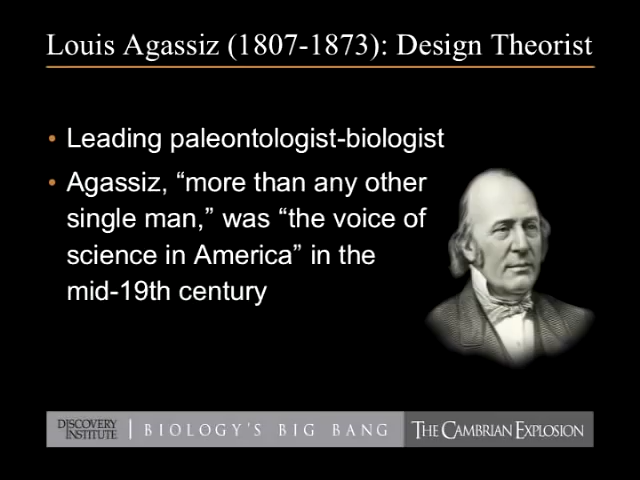 Louis Agassiz (1807-1873): Design Theorist
• Leading paleontologist-biologist
• Agassiz, “more than any other
single man,” was “the voice of
science in America” in the
mid-19th century
DISCOVERY
INSTITUTE
BIOLOGY'S BIG BANG
THE CAMBRIAN EXPLOSION